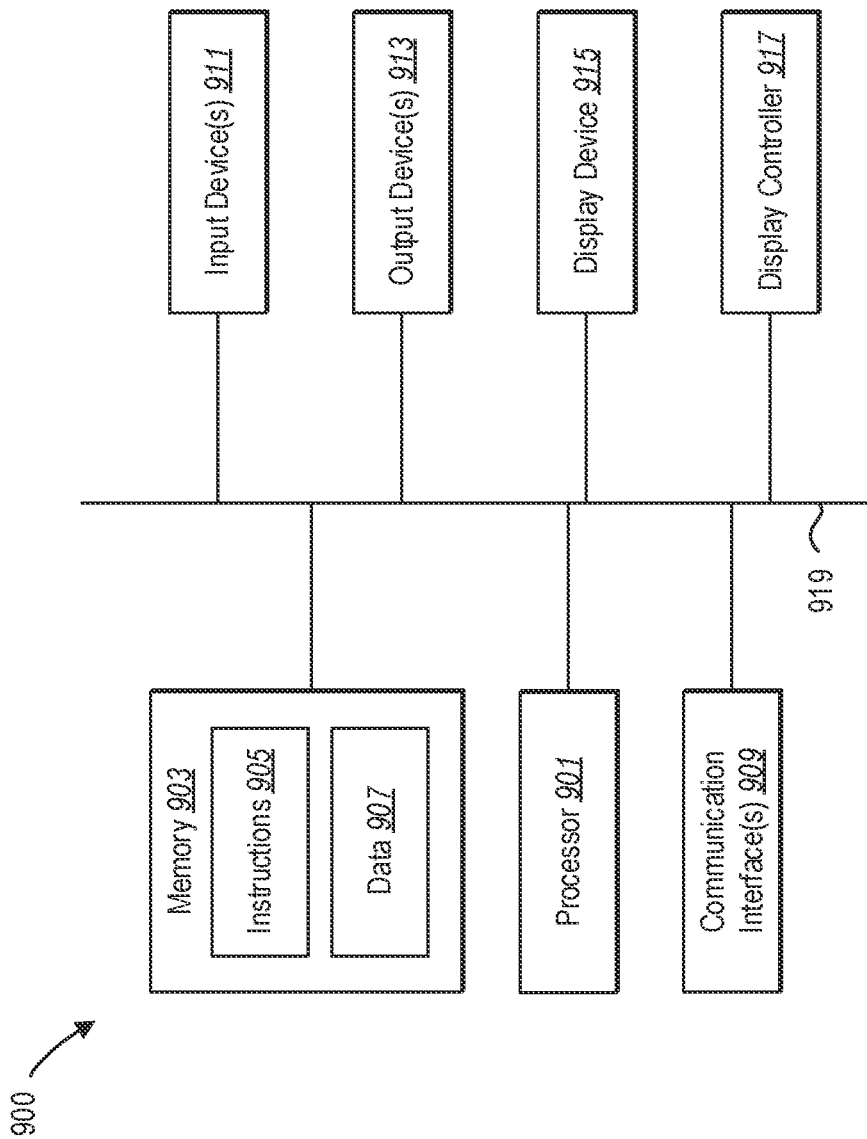 900
Memory 903
Instructions 905
Data 907
Processor 901
Communication
Interface(s) 909
919
Input Device(s) 911
Output Device(s) 913
Display Device 915
Display Controller 917